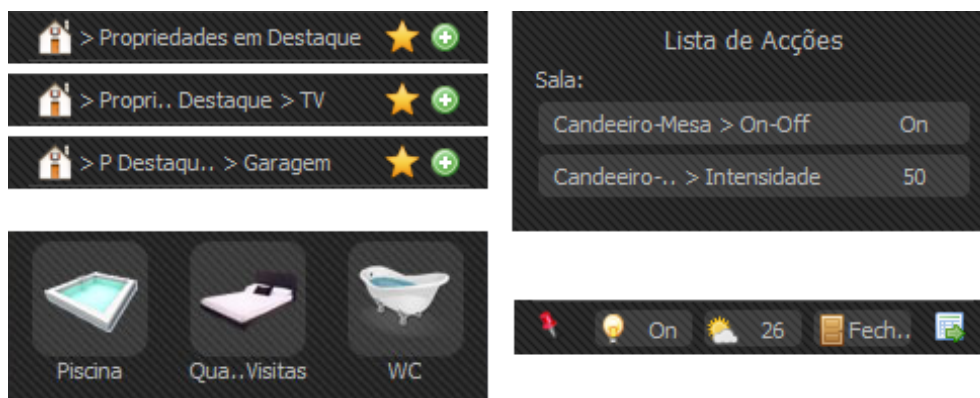 > Propriedades em Destaque
> Propri.. Destaque > TV
> P Destaqu.. > Garagem
Lista de Acções
Sala:
Candeeiro-Mesa > On-Off On
Candeeiro-.. > Intensidade 50
Piscina Qua..Visitas WC
On 26 Fech..